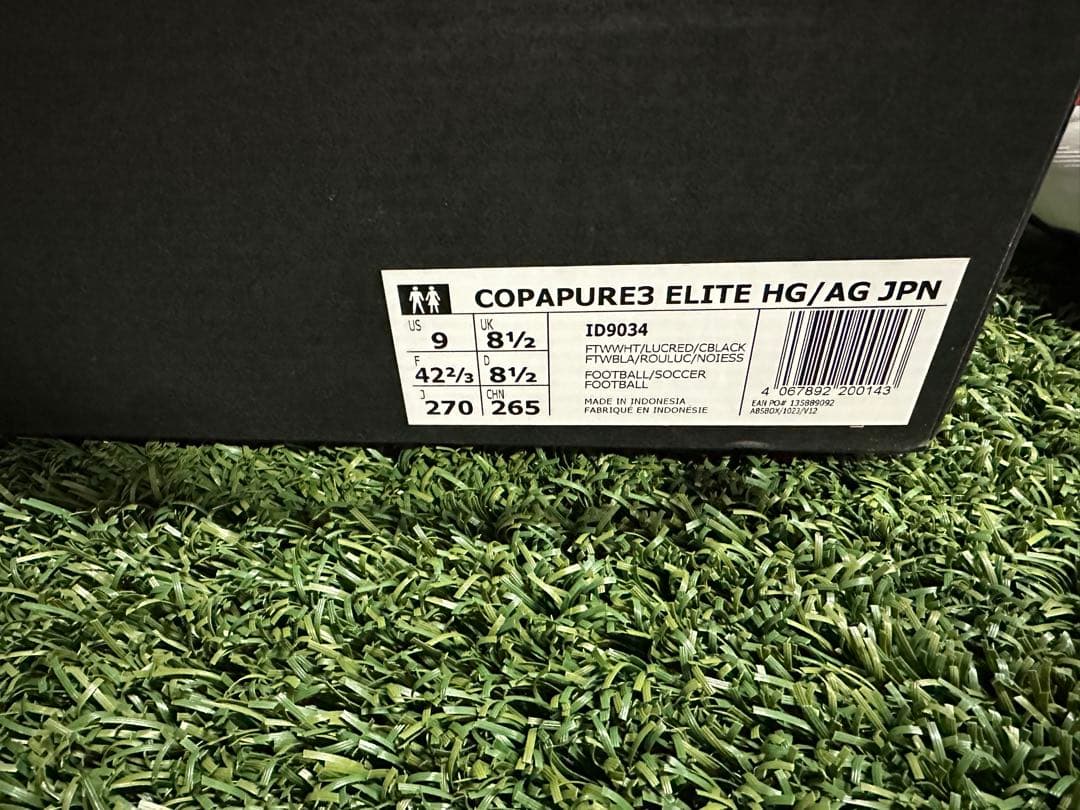 COPAPURE3 ELITE HG/AG JPN
US 9
UK 8½
F 42²/₃
D 8½
J 270
CHN 265
ID9034
FTWWHT/LUCRED/CBLACK
FTWBLA/ROULUC/NOIESS
FOOTBALL/SOCCER
FOOTBALL
MADE IN INDONESIA
FABRIQUÉ EN INDONÉSIE
4 067892 200143
EAN PO# 135889092
ABSBOX/1023/V12